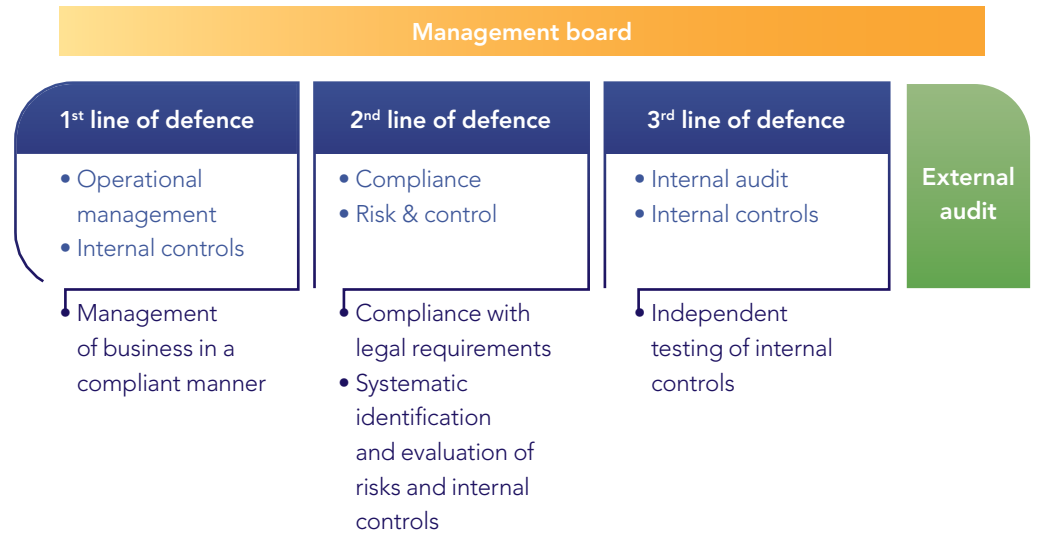 Management board
1st line of defence
• Operational
management
• Internal controls
• Management
of business in a
compliant manner
2nd line of defence
• Compliance
• Risk & control
• Compliance with
legal requirements
• Systematic
identification
and evaluation of
risks and internal
controls
3rd line of defence
• Internal audit
• Internal controls
• Independent
testing of internal
controls
External
audit